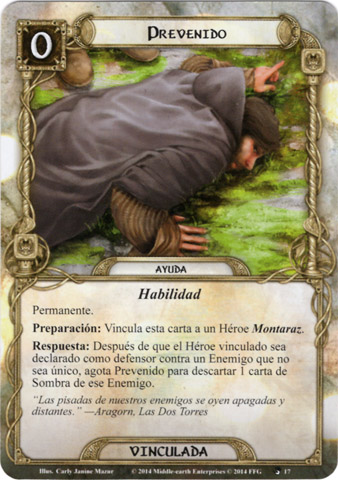 0
PREVENIDO
AYUDA
Habilidad
Permanente.
Preparación: Vincula esta carta a un Héroe Montaraz.
Respuesta: Después de que el Héroe vinculado sea
declarado como defensor contra un Enemigo que no
sea único, agota Prevenido para descartar 1 carta de
Sombra de ese Enemigo.
“Las pisadas de nuestros enemigos se oyen apagadas y
distantes.” —Aragorn, Las Dos Torres
VINCULADA
Illus. Carly Janine Mazur © 2014 Middle-earth Enterprises © 2014 FFG 17